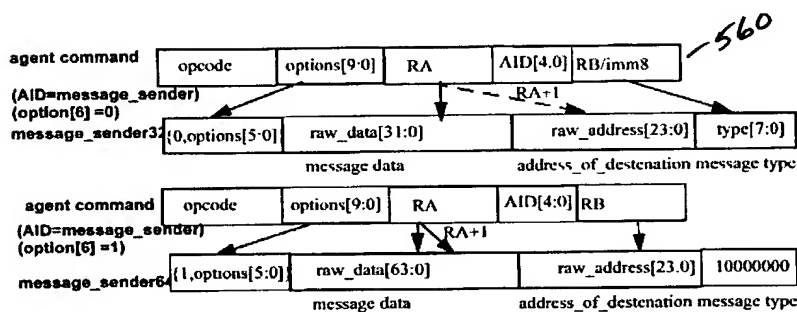 560
agent command opcode options[9:0] RA AID[4.0] RB/imm8
(AID=message_sender)
(option[6] =0)
RA+1
message_sender32 {0,options[5:0] raw_data[31:0] raw_address[23:0] type[7:0]
message data address_of_destenation message type
agent command opcode options[9:0] RA AID[4:0] RB
(AID=message_sender)
(option[6] =1)
RA+1
message_sender64 {1,options[5:0]} raw_data[63:0] raw_address[23.0] 10000000
message data address_of_destenation message type